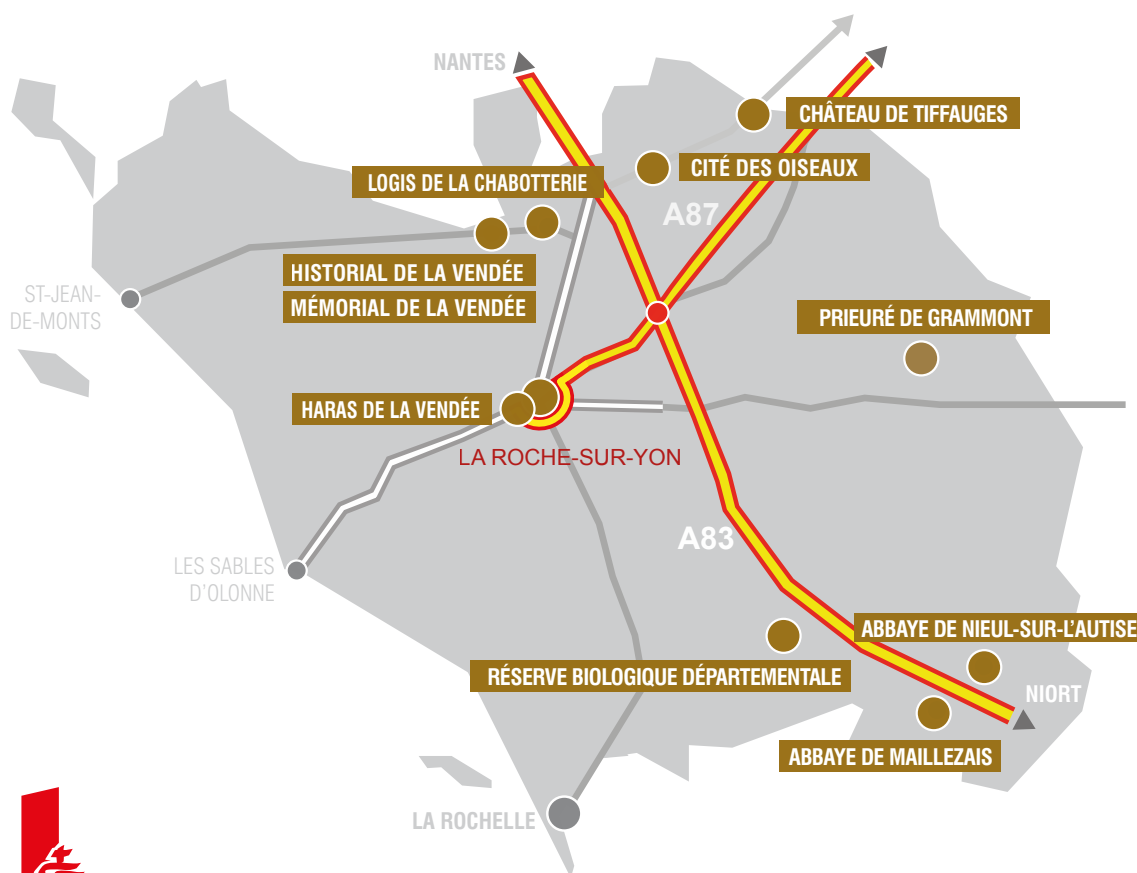 NANTES
CHÂTEAU DE TIFFAUGES
CITÉ DES OISEAUX
LOGIS DE LA CHABOTTERIE
A87
HISTORIAL DE LA VENDÉE
MÉMORIAL DE LA VENDÉE
ST-JEAN-
DE-MONTS
PRIEURÉ DE GRAMMONT
HARAS DE LA VENDÉE
LA ROCHE-SUR-YON
A83
LES SABLES
D'OLONNE
ABBAYE DE NIEUL-SUR-L'AUTISE
RÉSERVE BIOLOGIQUE DÉPARTEMENTALE
NIORT
ABBAYE DE MAILLEZAIS
LA ROCHELLE